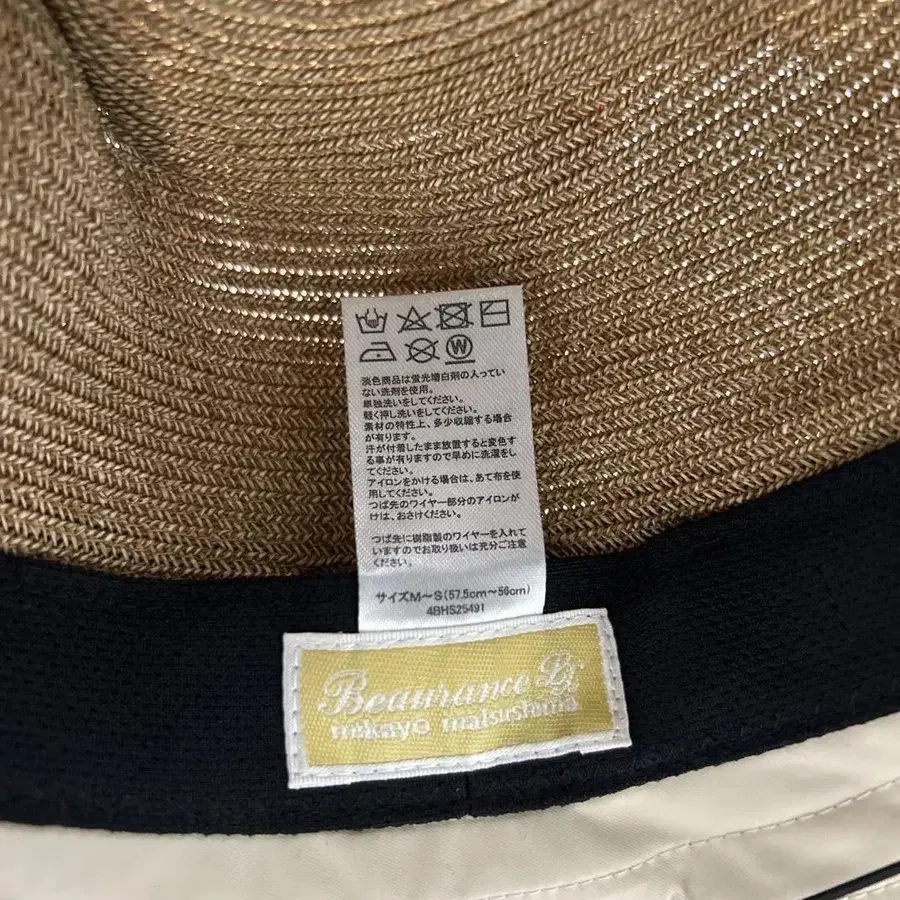 W
淡色商品は蛍光増白剤の入ってい
ない洗剤を使用。
単独洗いをしてください。
軽く押し洗いをしてください。
素材の特性上、多少収縮する場合
が有ります。
汗が付着したまま放置すると変色す
る事が有りますので早めに洗濯をし
てください。
アイロンをかける場合は、あて布を使
用してください。
つば先のワイヤー部分のアイロンが
けは、おさけください。
つば先に樹脂製のワイヤーを入れて
いますのでお取り扱いは充分ご注意
ください。
サイズM～S(57.5cm～56cm)
4BHS25491
Beaurance
mekayo matsushima